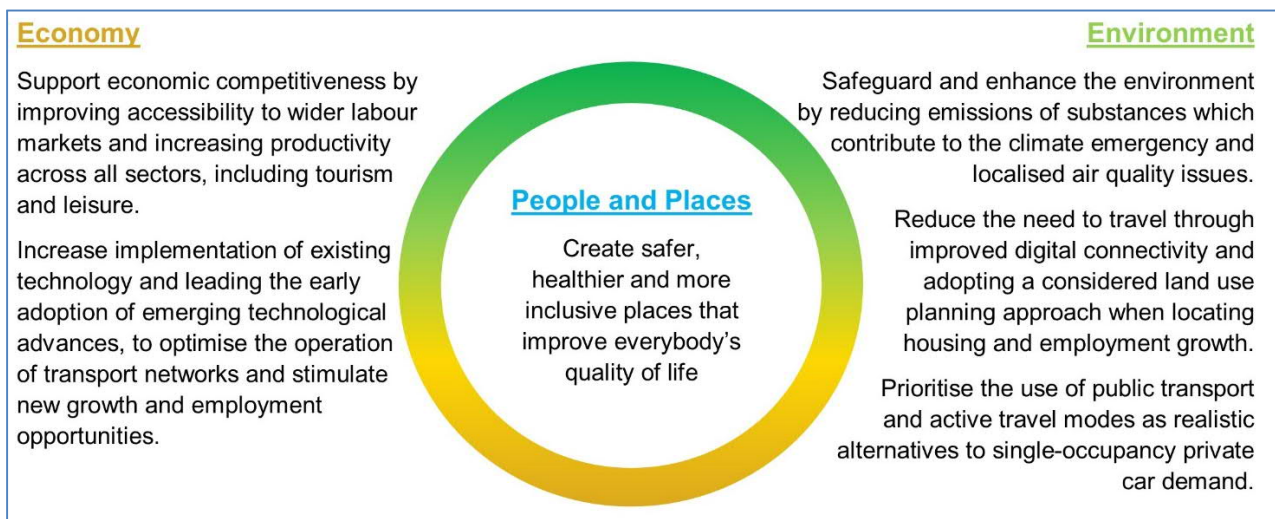 Economy
Support economic competitiveness by
improving accessibility to wider labour
markets and increasing productivity
across all sectors, including tourism
and leisure.
Increase implementation of existing
technology and leading the early
adoption of emerging technological
advances, to optimise the operation
of transport networks and stimulate
new growth and employment
opportunities.
People and Places
Create safer,
healthier and more
inclusive places that
improve everybody’s
quality of life
Environment
Safeguard and enhance the environment
by reducing emissions of substances which
contribute to the climate emergency and
localised air quality issues.
Reduce the need to travel through
improved digital connectivity and
adopting a considered land use
planning approach when locating
housing and employment growth.
Prioritise the use of public transport
and active travel modes as realistic
alternatives to single-occupancy private
car demand.